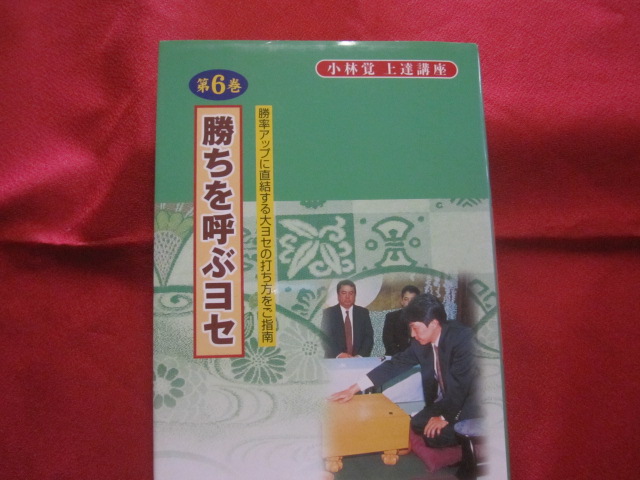 小林覚 上達講座
第6巻
勝率アップに直結する大ヨセの打ち方をご指南
勝ちを呼ぶヨセ